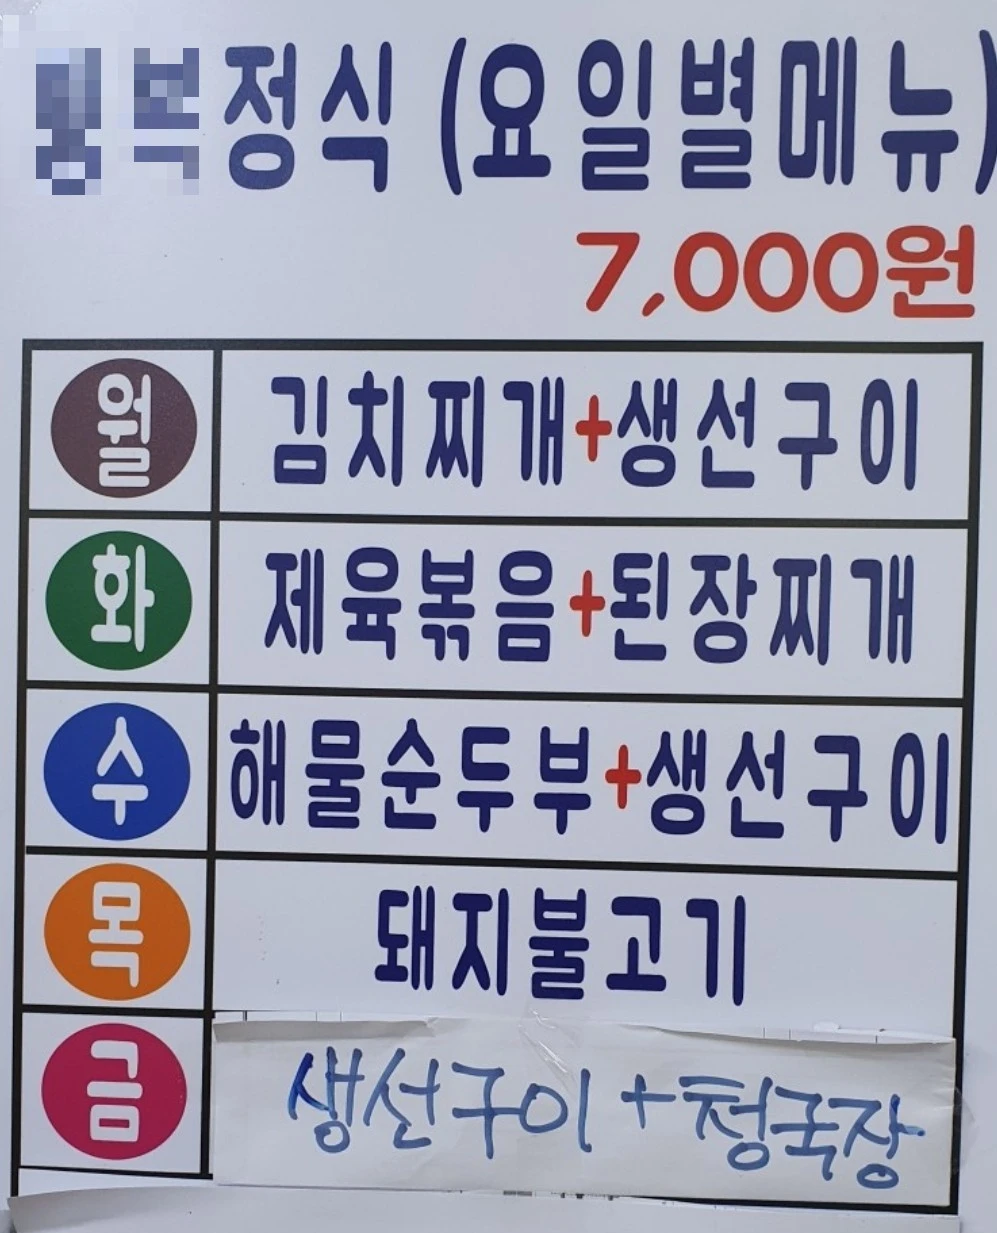 정식 (요일별메뉴)
7,000원
월 김치찌개+생선구이
화 제육볶음+된장찌개
수 해물순두부+생선구이
목 돼지불고기
금 생선구이 + 청국장